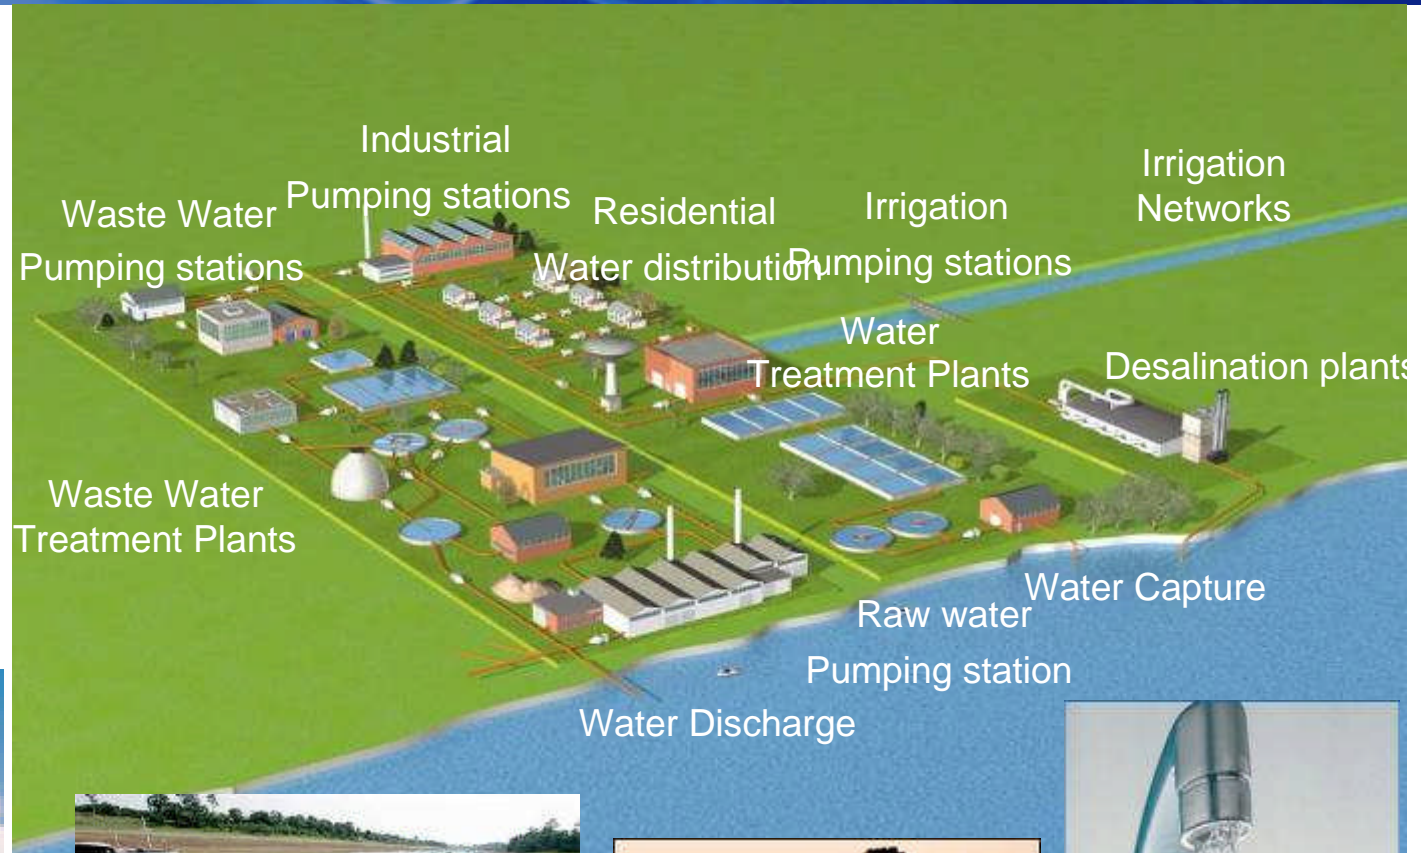 Industrial
Pumping stations
Waste Water
Pumping stations
Residential
Water distribution
Irrigation
Pumping stations
Irrigation
Networks
Water
Treatment Plants
Desalination plants
Waste Water
Treatment Plants
Water Capture
Raw water
Pumping station
Water Discharge